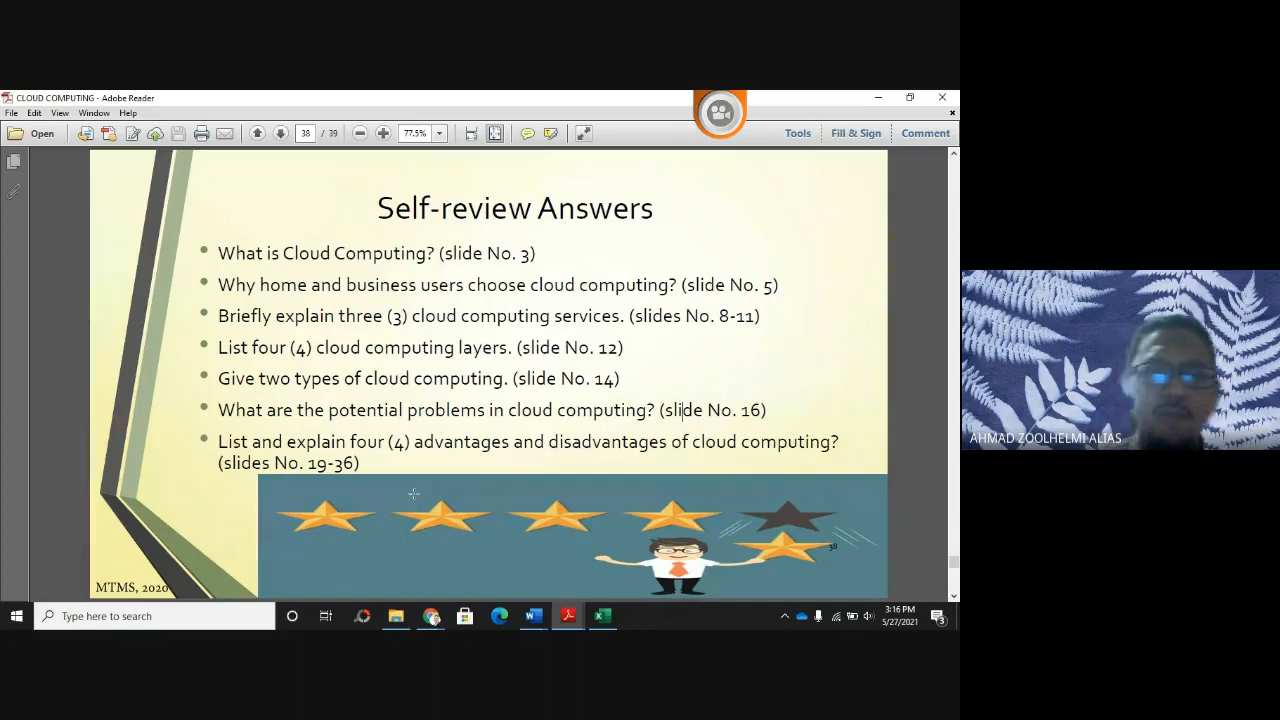 CLOUD COMPUTING - Adobe Reader
File Edit View Window Help
Open 38 / 39 77.5% Tools Fill & Sign Comment
Self-review Answers
• What is Cloud Computing? (slide No. 3)
• Why home and business users choose cloud computing? (slide No. 5)
• Briefly explain three (3) cloud computing services. (slides No. 8-11)
• List four (4) cloud computing layers. (slide No. 12)
• Give two types of cloud computing. (slide No. 14)
• What are the potential problems in cloud computing? (slide No. 16)
• List and explain four (4) advantages and disadvantages of cloud computing?
(slides No. 19-36)
38
MTMS, 2020
AHMAD ZOOLHELMI ALIAS
Type here to search
3:16 PM
5/27/2021
3